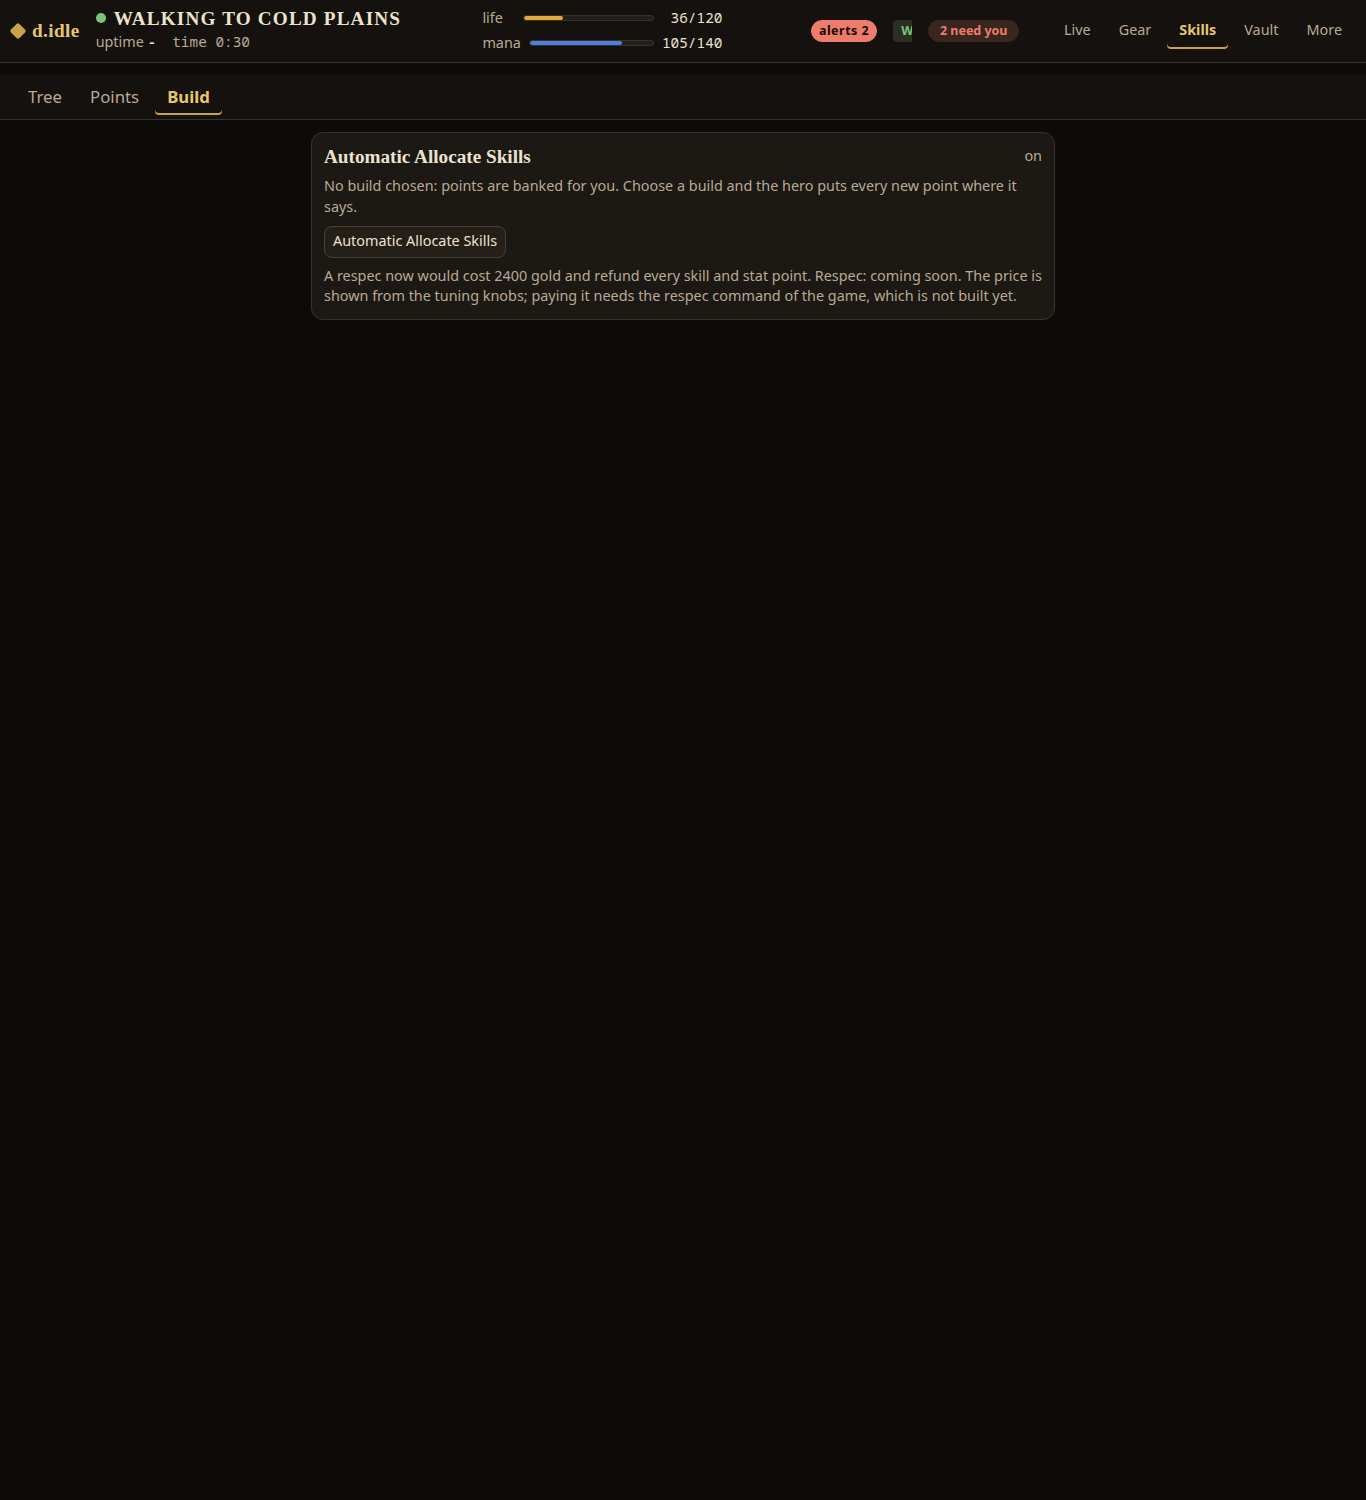 d.idle
WALKING TO COLD PLAINS
uptime - time 0:30
life 36/120
mana 105/140
alerts 2
W
2 need you
Live Gear Skills Vault More
Tree Points Build
Automatic Allocate Skills on
No build chosen: points are banked for you. Choose a build and the hero puts every new point where it
says.
Automatic Allocate Skills
A respec now would cost 2400 gold and refund every skill and stat point. Respec: coming soon. The price is
shown from the tuning knobs; paying it needs the respec command of the game, which is not built yet.